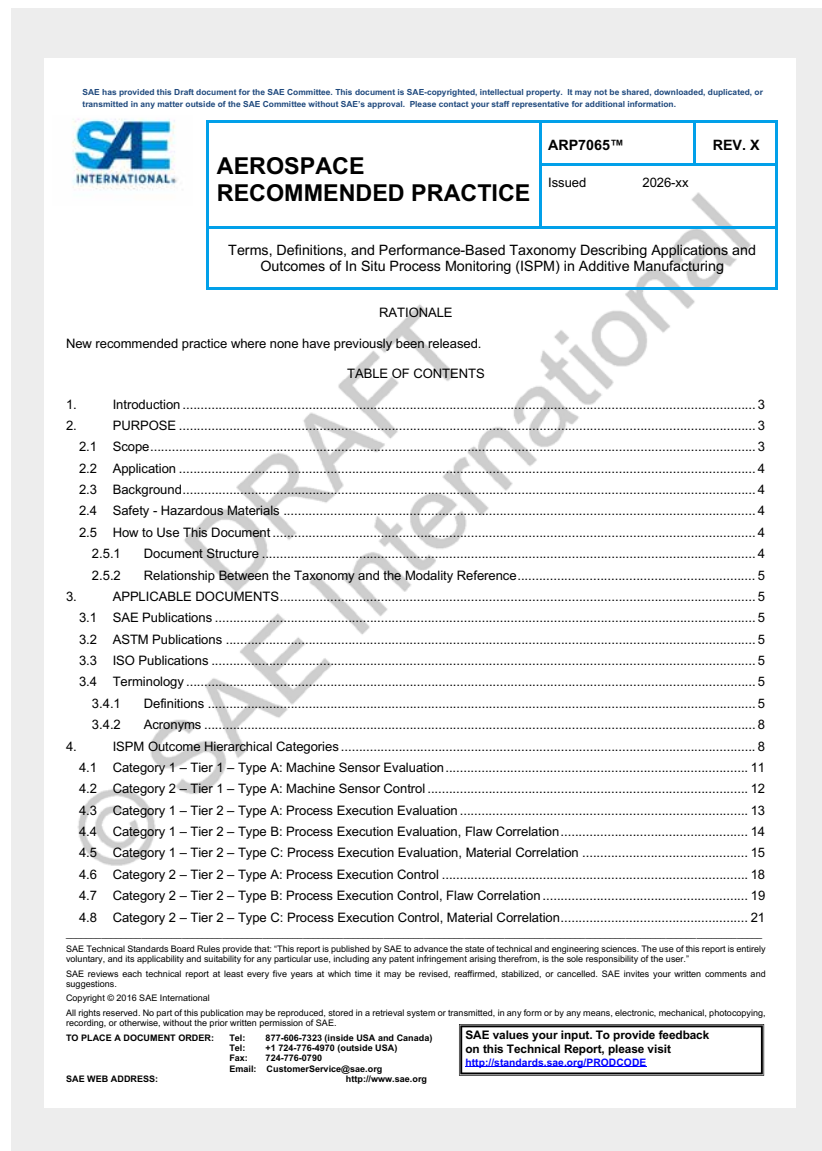 SAE has provided this Draft document for the SAE Committee. This document is SAE-copyrighted, intellectual property. It may not be shared, downloaded, duplicated, or
transmitted in any matter outside of the SAE Committee without SAE's approval. Please contact your staff representative for additional information.
SAE
INTERNATIONAL®
AEROSPACE
RECOMMENDED PRACTICE
ARP7065™
REV. X
Issued 2026-xx
Terms, Definitions, and Performance-Based Taxonomy Describing Applications and
Outcomes of In Situ Process Monitoring (ISPM) in Additive Manufacturing
RATIONALE
New recommended practice where none have previously been released.
TABLE OF CONTENTS
1. Introduction ... 3
2. PURPOSE ... 3
2.1 Scope ... 3
2.2 Application ... 4
2.3 Background ... 4
2.4 Safety - Hazardous Materials ... 4
2.5 How to Use This Document ... 4
2.5.1 Document Structure ... 4
2.5.2 Relationship Between the Taxonomy and the Modality Reference ... 5
3. APPLICABLE DOCUMENTS ... 5
3.1 SAE Publications ... 5
3.2 ASTM Publications ... 5
3.3 ISO Publications ... 5
3.4 Terminology ... 5
3.4.1 Definitions ... 5
3.4.2 Acronyms ... 8
4. ISPM Outcome Hierarchical Categories ... 8
4.1 Category 1 – Tier 1 – Type A: Machine Sensor Evaluation ... 11
4.2 Category 2 – Tier 1 – Type A: Machine Sensor Control ... 12
4.3 Category 1 – Tier 2 – Type A: Process Execution Evaluation ... 13
4.4 Category 1 – Tier 2 – Type B: Process Execution Evaluation, Flaw Correlation ... 14
4.5 Category 1 – Tier 2 – Type C: Process Execution Evaluation, Material Correlation ... 15
4.6 Category 2 – Tier 2 – Type A: Process Execution Control ... 18
4.7 Category 2 – Tier 2 – Type B: Process Execution Control, Flaw Correlation ... 19
4.8 Category 2 – Tier 2 – Type C: Process Execution Control, Material Correlation ... 21
DRAFT
© SAE International
SAE Technical Standards Board Rules provide that: "This report is published by SAE to advance the state of technical and engineering sciences. The use of this report is entirely
voluntary, and its applicability and suitability for any particular use, including any patent infringement arising therefrom, is the sole responsibility of the user."
SAE reviews each technical report at least every five years at which time it may be revised, reaffirmed, stabilized, or cancelled. SAE invites your written comments and
suggestions.
Copyright © 2016 SAE International
All rights reserved. No part of this publication may be reproduced, stored in a retrieval system or transmitted, in any form or by any means, electronic, mechanical, photocopying,
recording, or otherwise, without the prior written permission of SAE.
TO PLACE A DOCUMENT ORDER: Tel: 877-606-7323 (inside USA and Canada)
Tel: +1 724-776-4970 (outside USA)
Fax: 724-776-0790
Email: CustomerService@sae.org
SAE WEB ADDRESS: http://www.sae.org
SAE values your input. To provide feedback
on this Technical Report, please visit
http://standards.sae.org/PRODCODE